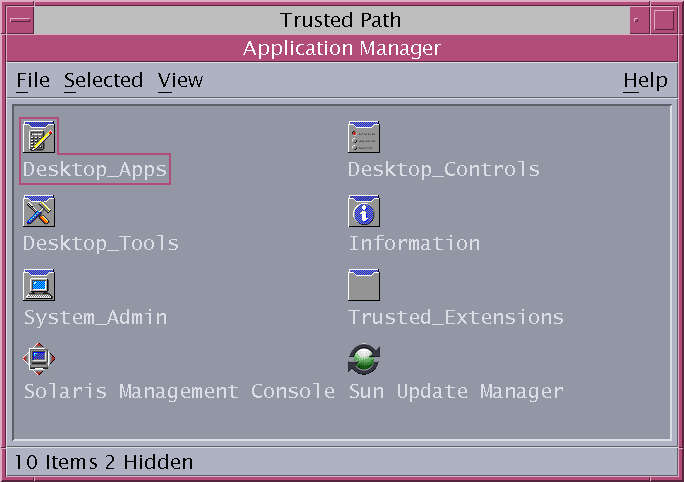 Trusted Path
Application Manager
File Selected View Help
Desktop_Apps Desktop_Controls
Desktop_Tools Information
System_Admin Trusted_Extensions
Solaris Management Console Sun Update Manager
10 Items 2 Hidden